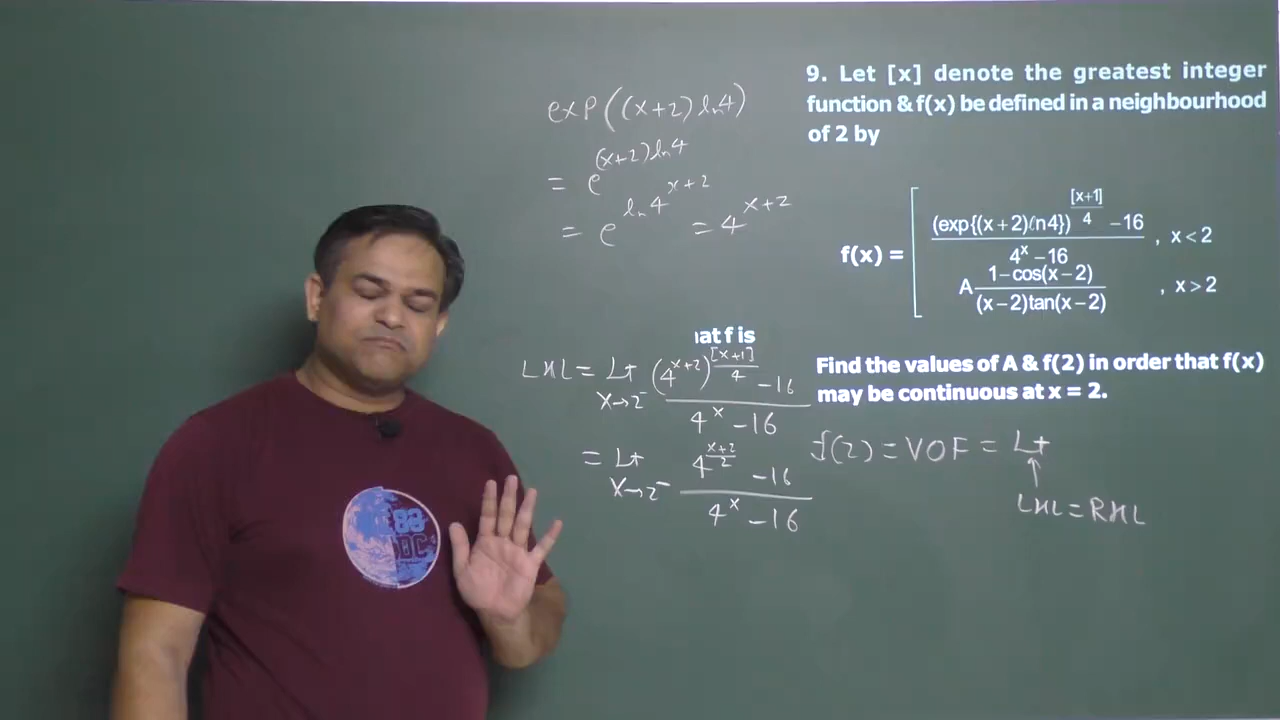 9. Let [x] denote the greatest integer
function & f(x) be defined in a neighbourhood
of 2 by
f(x) = [ (exp{(x+2)ℓn4})^([x+1]/4) −16 / 4^x −16 , x < 2
A 1−cos(x−2) / (x−2)tan(x−2) , x > 2
Find the values of A & f(2) in order that f(x)
may be continuous at x = 2.
exp((x+2) ln4)
= e^((x+2) ln4)
= e^(ln4^(x+2)) = 4^(x+2)
at f is
LHL = Lt x→2⁻ (4^(x+2))^([x+1]/4) −16 / 4^x −16
= Lt x→2⁻ 4^((x+2)/2) −16 / 4^x −16
f(2) = VOF = Lt
↑
LHL = RHL